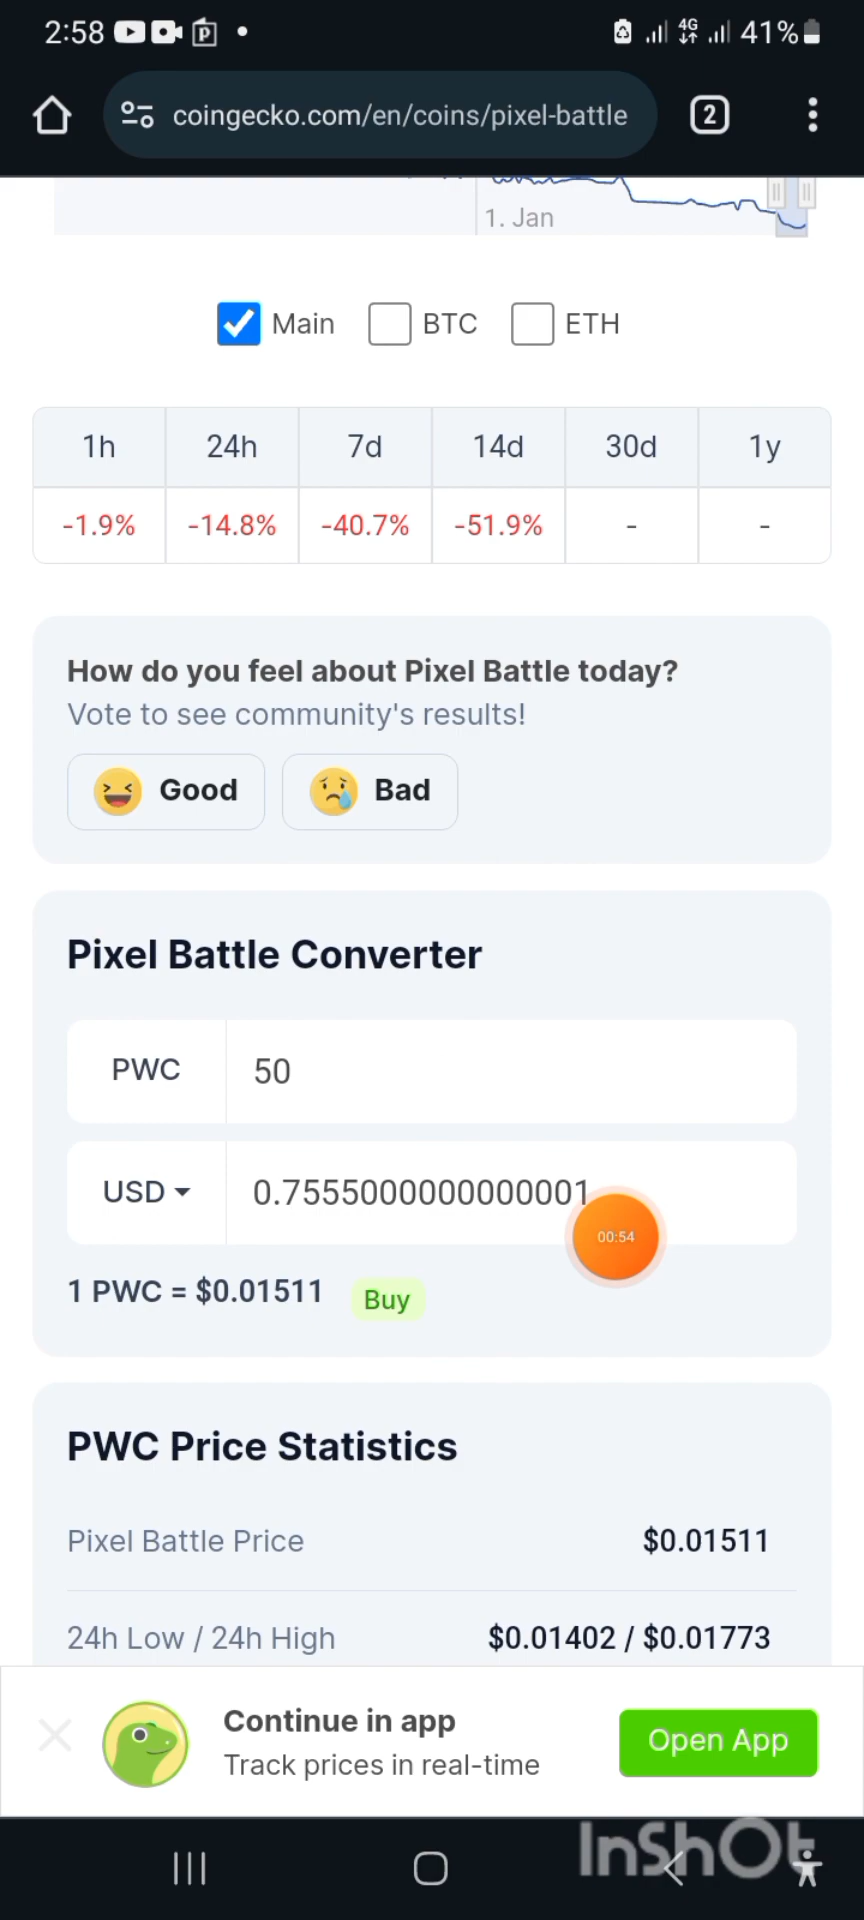 2:58
4G
41%
coingecko.com/en/coins/pixel-battle
2
1. Jan
Main
BTC
ETH
1h 24h 7d 14d 30d 1y
-1.9% -14.8% -40.7% -51.9% - -
How do you feel about Pixel Battle today?
Vote to see community's results!
Good
Bad
Pixel Battle Converter
PWC 50
USD 0.7555000000000001
00:54
1 PWC = $0.01511 Buy
PWC Price Statistics
Pixel Battle Price $0.01511
24h Low / 24h High $0.01402 / $0.01773
Continue in app
Track prices in real-time
Open App
InShOt